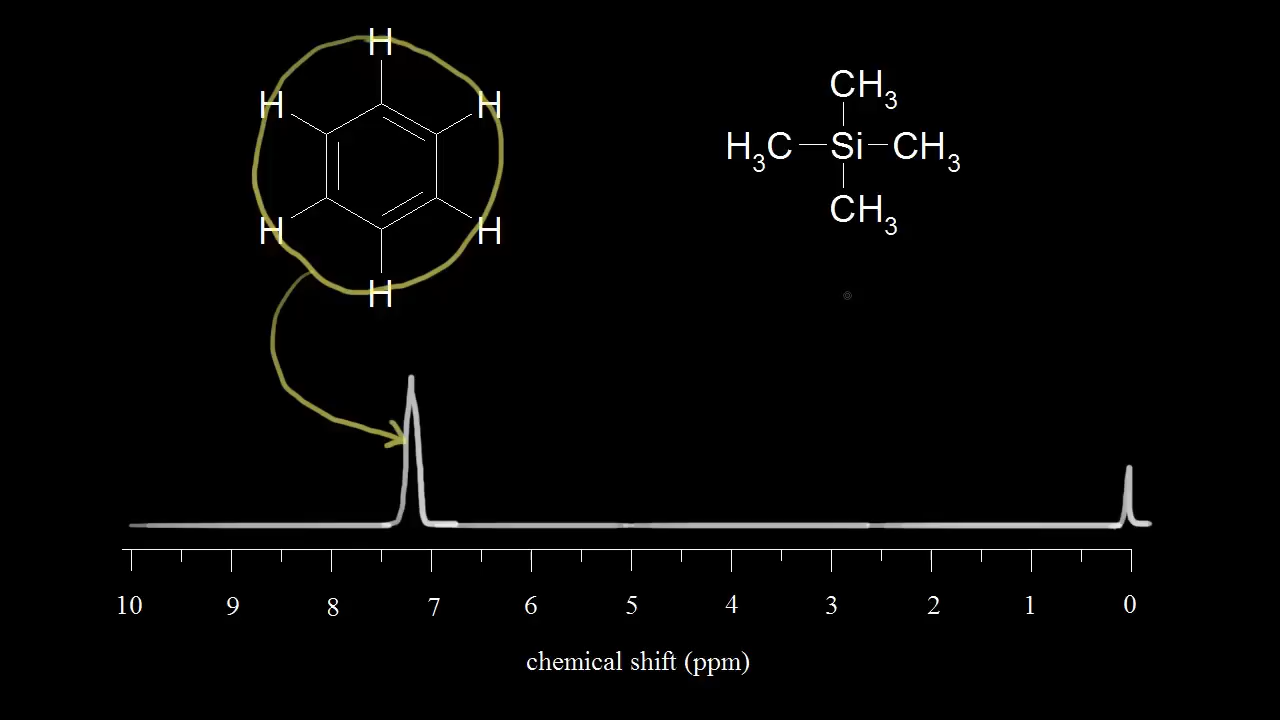 H
H H
H H
H
CH3
H3C Si CH3
CH3
10 9 8 7 6 5 4 3 2 1 0
chemical shift (ppm)